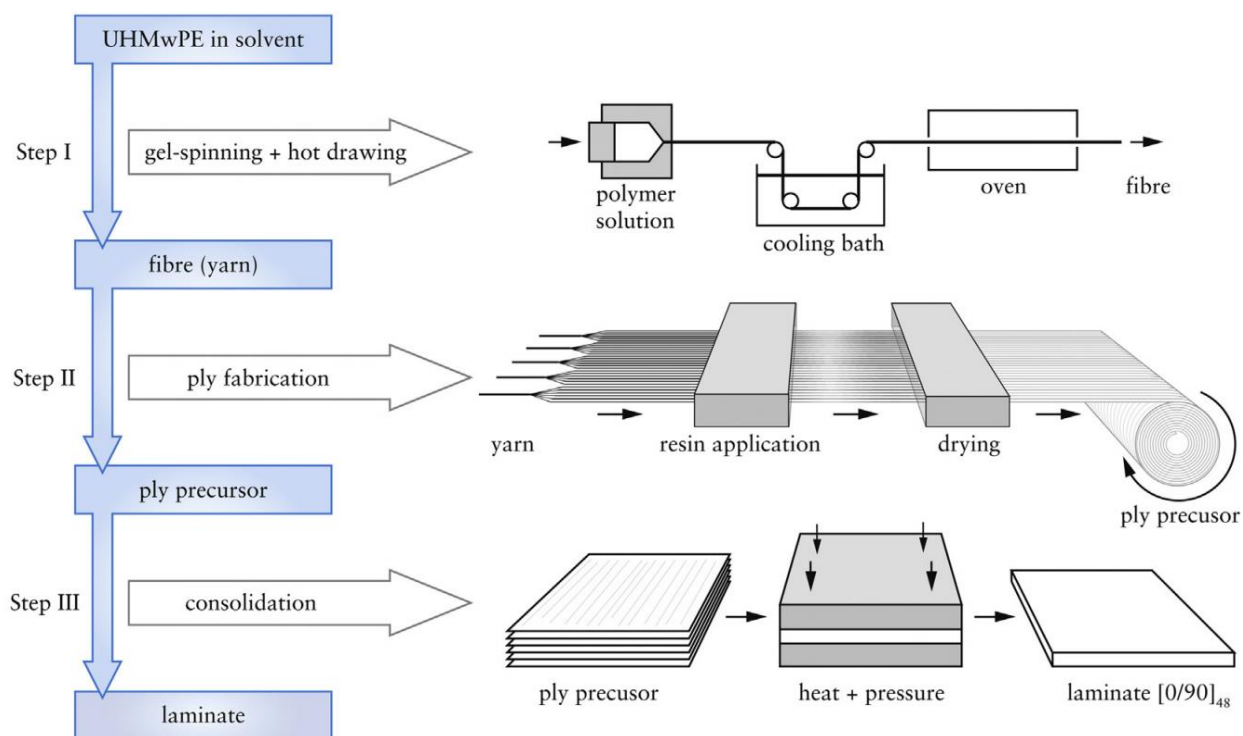 UHMwPE in solvent
Step I
gel-spinning + hot drawing
polymer
solution
cooling bath
oven
fibre
fibre (yarn)
Step II
ply fabrication
yarn
resin application
drying
ply precusor
ply precursor
Step III
consolidation
ply precusor
heat + pressure
laminate [0/90]₄₈
laminate